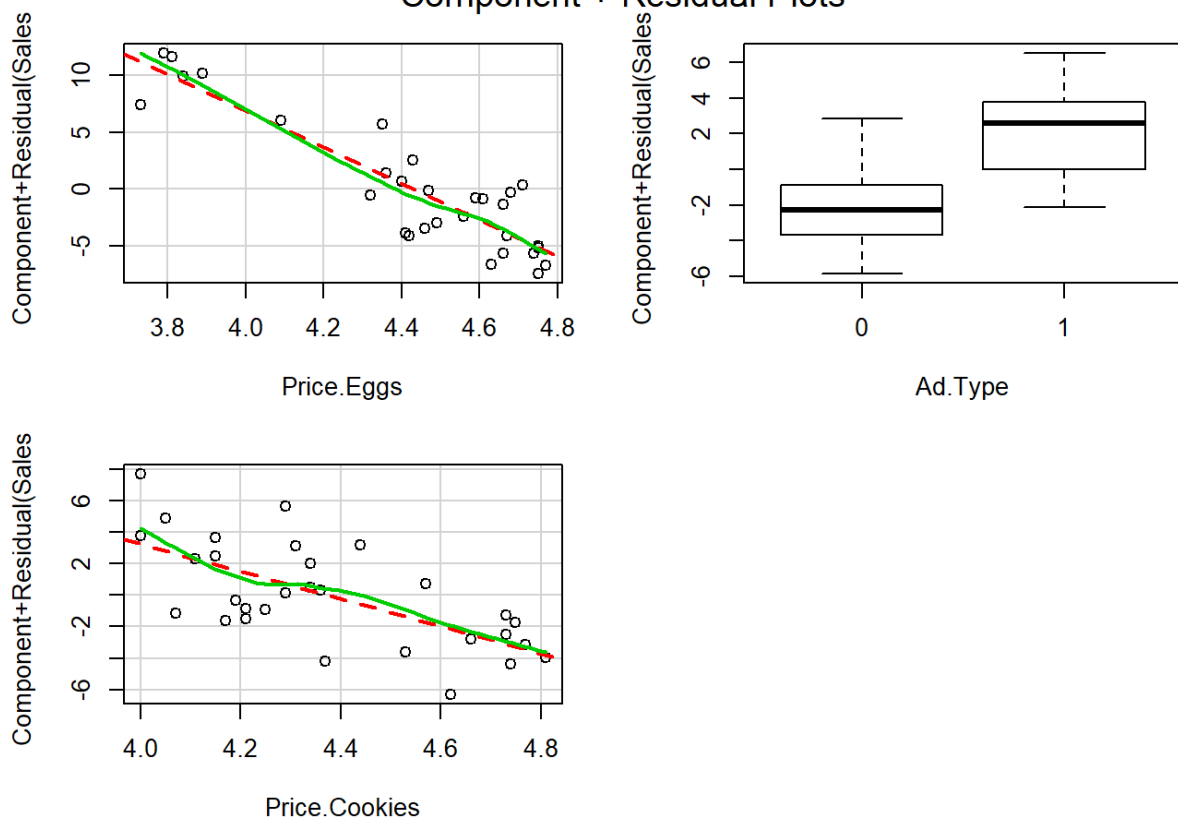 Component + Residual Plots
Component+Residual(Sales
10
5
0
-5
3.8 4.0 4.2 4.4 4.6 4.8
Price.Eggs
Component+Residual(Sales
6
4
2
-2
-6
0 1
Ad.Type
Component+Residual(Sales
6
2
-2
-6
4.0 4.2 4.4 4.6 4.8
Price.Cookies